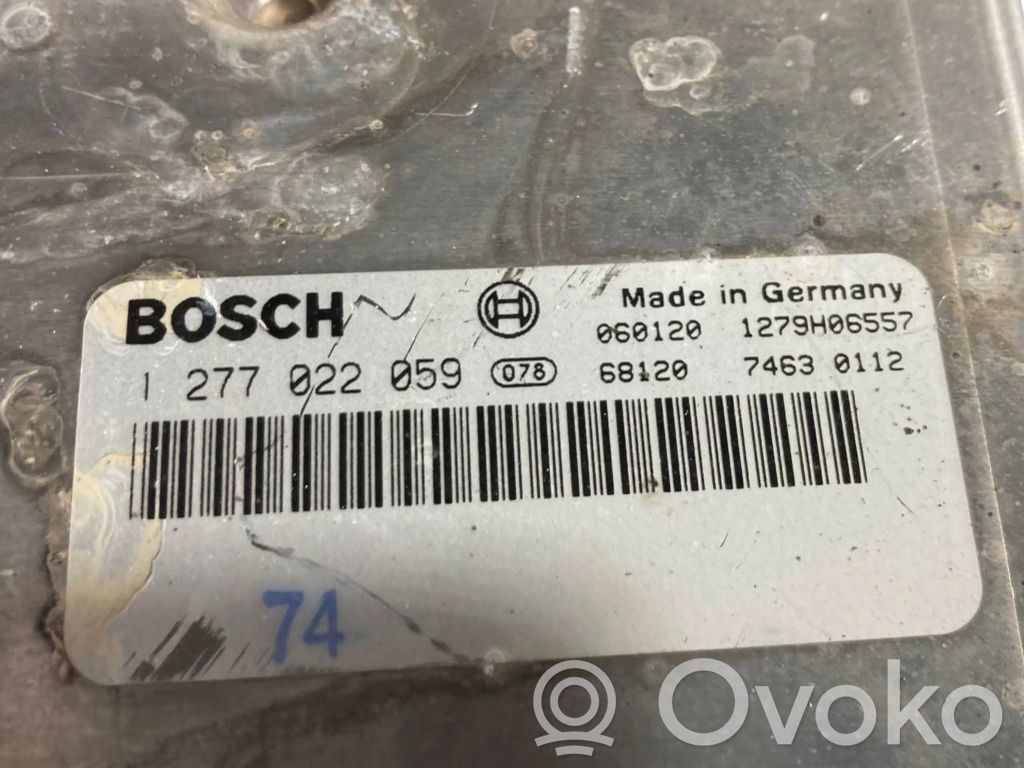 BOSCH Made in Germany
060120 1279H06557
1 277 022 059 078 68120 7463 0112
74
Ovoko